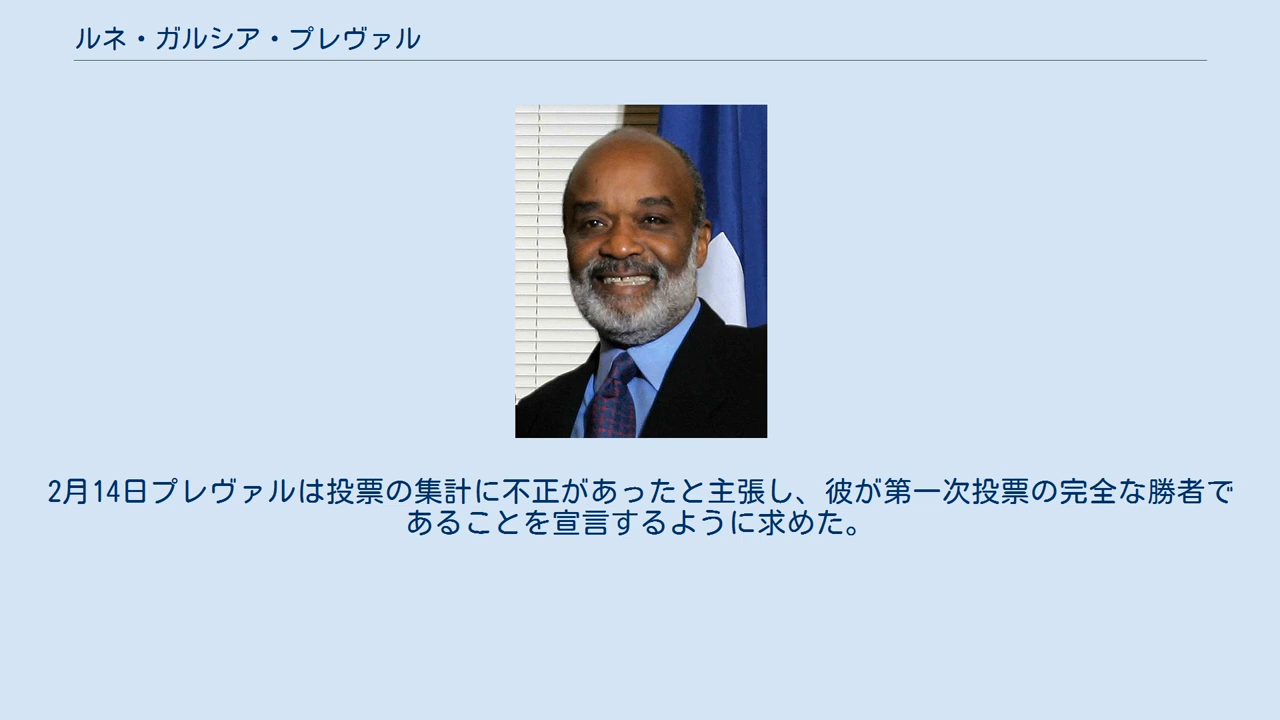 ルネ・ガルシア・プレヴァル
2月14日プレヴァルは投票の集計に不正があったと主張し、彼が第一次投票の完全な勝者で
あることを宣言するように求めた。